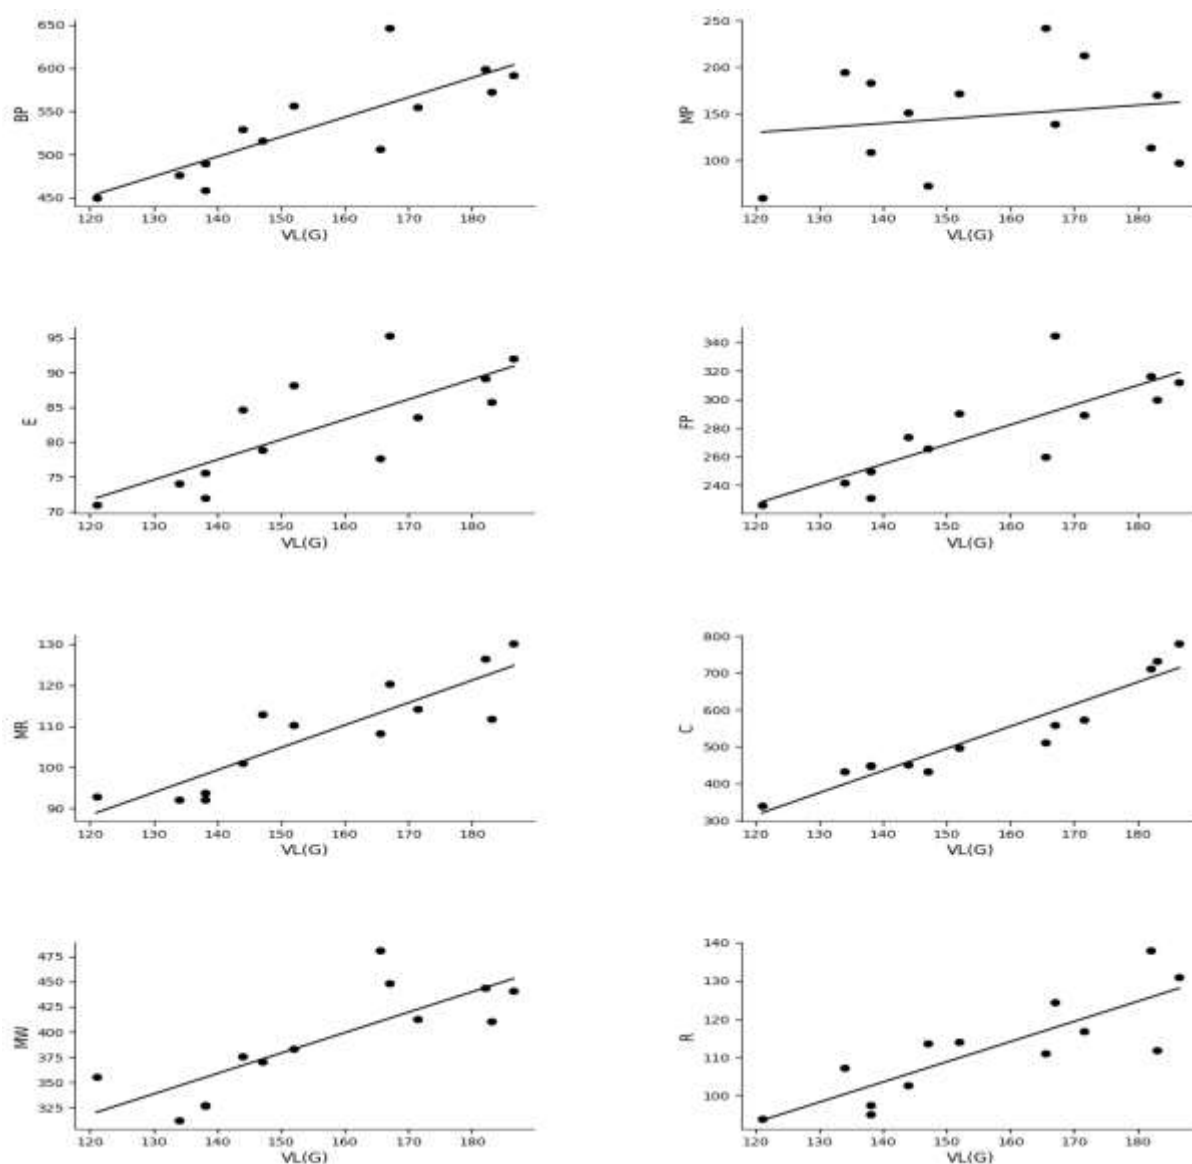 650
600
550
500
450
BP
120 130 140 150 160 170 180
VL(G)
250
200
150
100
MP
120 130 140 150 160 170 180
VL(G)
95
90
85
80
75
70
E
120 130 140 150 160 170 180
VL(G)
340
320
300
280
260
240
FP
120 130 140 150 160 170 180
VL(G)
130
120
110
100
90
MR
120 130 140 150 160 170 180
VL(G)
800
700
600
500
400
300
C
120 130 140 150 160 170 180
VL(G)
475
450
425
400
375
350
325
MW
120 130 140 150 160 170 180
VL(G)
140
130
120
110
100
R
120 130 140 150 160 170 180
VL(G)